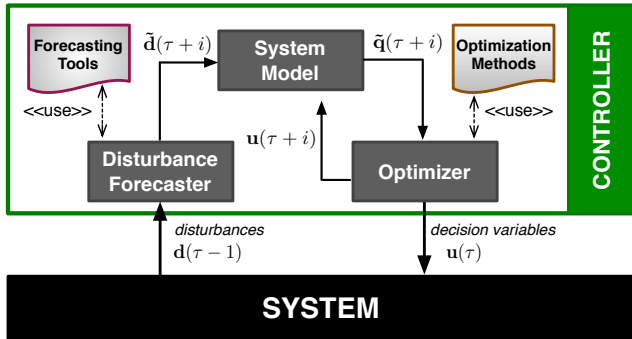 Forecasting
Tools
d̃(τ + i)
System
Model
q̃(τ + i)
Optimization
Methods
<<use>>
<<use>>
u(τ + i)
Disturbance
Forecaster
Optimizer
CONTROLLER
disturbances
d(τ − 1)
decision variables
u(τ)
SYSTEM